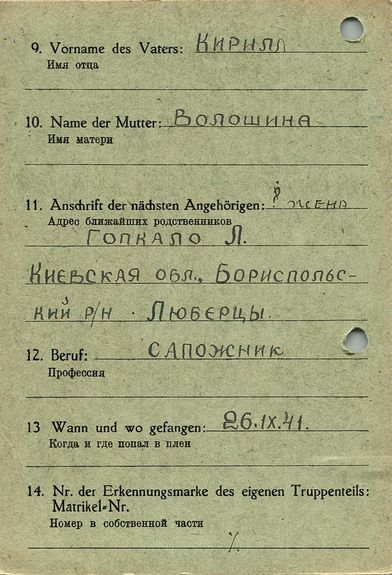 9. Vorname des Vaters: Кирилл
Имя отца
10. Name der Mutter: Волошина
Имя матери
11. Anschrift der nächsten Angehörigen: ? жена
Адрес ближайших родственников
Гопкало Л.
Киевская обл., Бориспольс-
кий р/н. Люберцы.
12. Beruf: Сапожник
Профессия
13 Wann und wo gefangen: 26.IX.41.
Когда и где попал в плен
14. Nr. der Erkennungsmarke des eigenen Truppenteils:
Matrikel-Nr.
Номер в собственной части